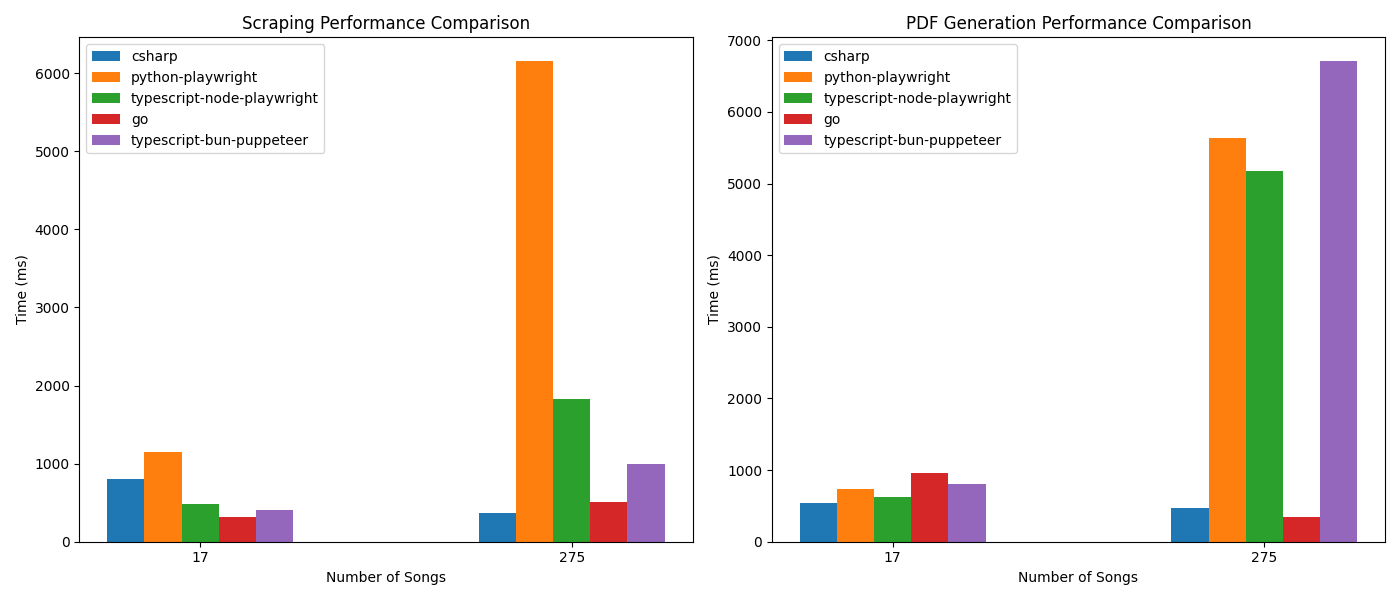 Scraping Performance Comparison
csharp
python-playwright
typescript-node-playwright
go
typescript-bun-puppeteer
6000
5000
4000
3000
2000
1000
0
Time (ms)
17
275
Number of Songs
PDF Generation Performance Comparison
csharp
python-playwright
typescript-node-playwright
go
typescript-bun-puppeteer
7000
6000
5000
4000
3000
2000
1000
0
Time (ms)
17
275
Number of Songs